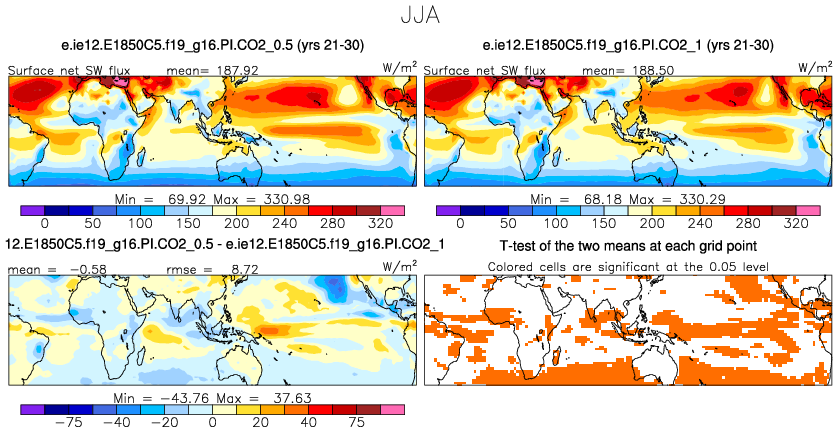 JJA
e.ie12.E1850C5.f19_g16.PI.CO2_0.5 (yrs 21-30)
Surface net SW flux mean= 187.92 W/m2
Min = 69.92 Max = 330.98
0 50 100 150 200 240 280 320
e.ie12.E1850C5.f19_g16.PI.CO2_1 (yrs 21-30)
Surface net SW flux mean= 188.50 W/m2
Min = 68.18 Max = 330.29
0 50 100 150 200 240 280 320
12.E1850C5.f19_g16.PI.CO2_0.5 - e.ie12.E1850C5.f19_g16.PI.CO2_1
mean = -0.58 rmse = 8.72 W/m2
Min = -43.76 Max = 37.63
-75 -40 -20 0 20 40 75
T-test of the two means at each grid point
Colored cells are significant at the 0.05 level